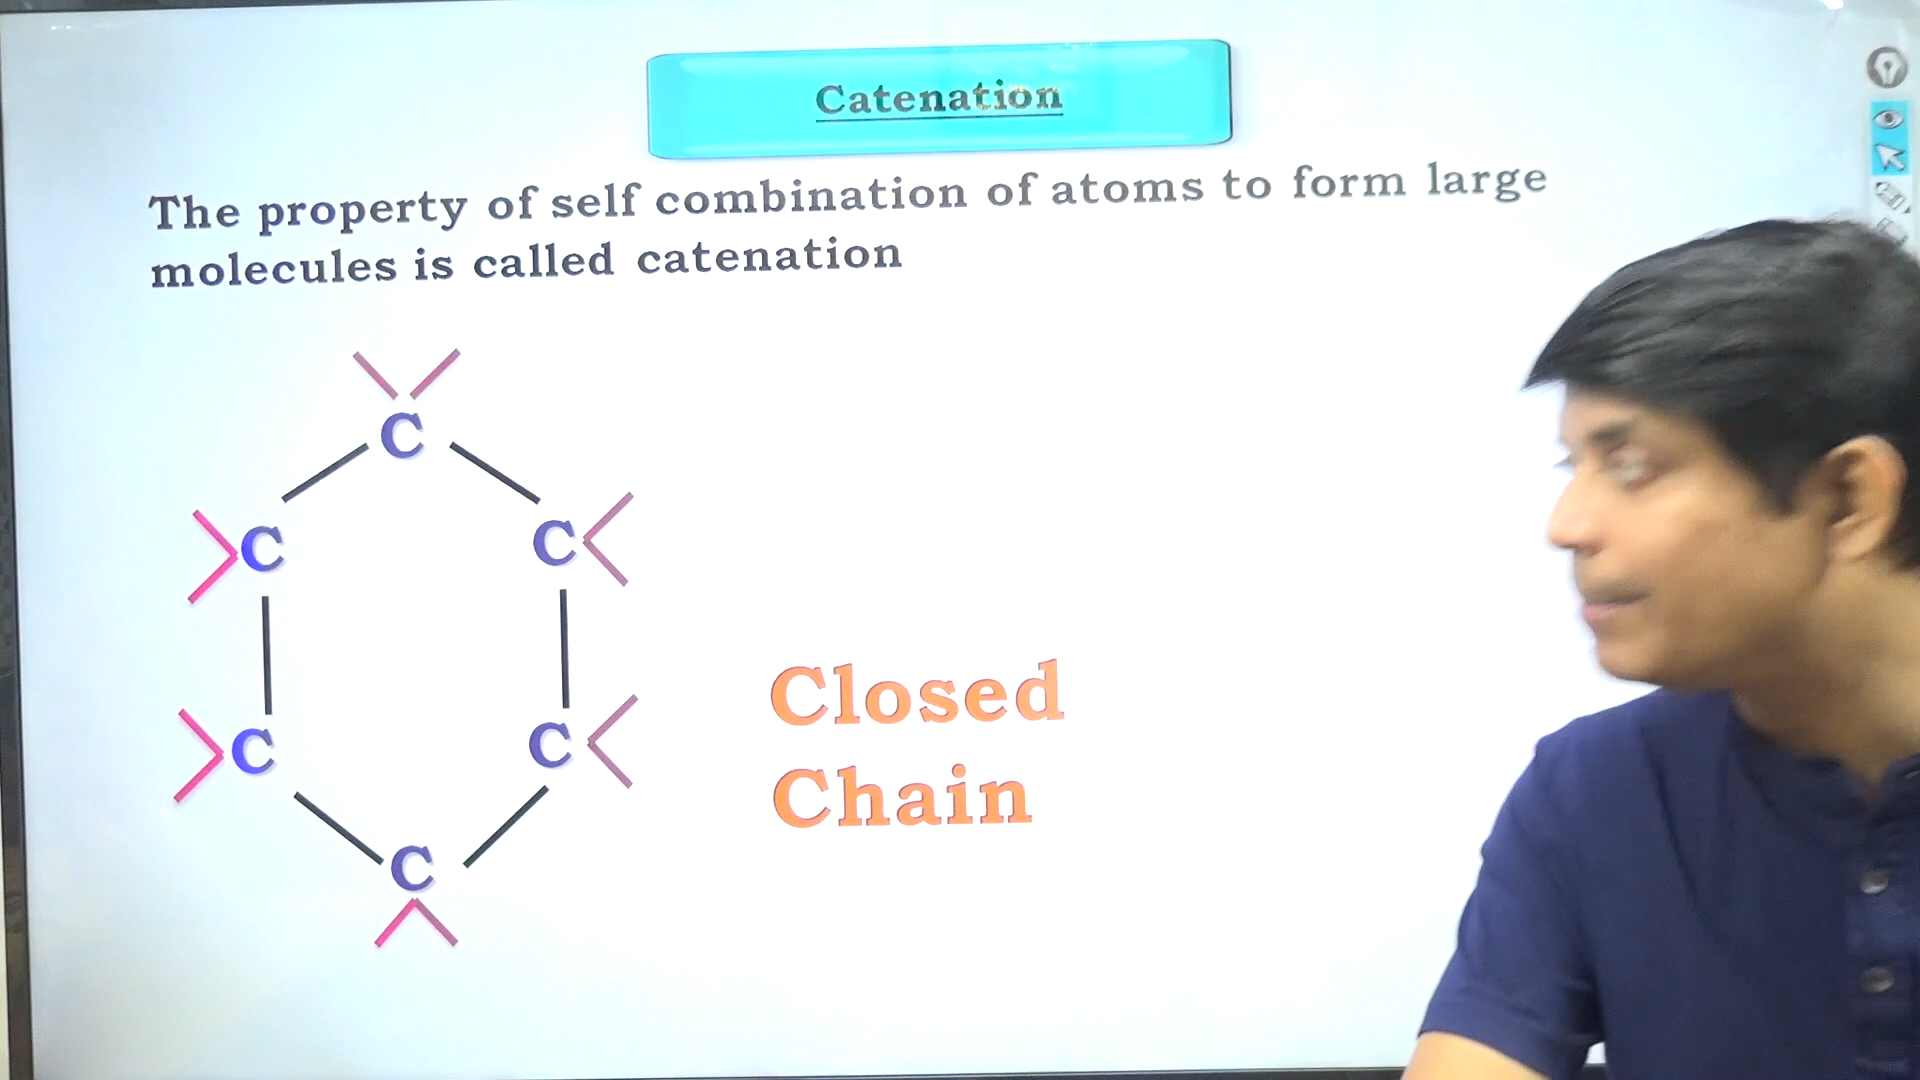 Catenation
The property of self combination of atoms to form large
molecules is called catenation
C
C
C
C
C
C
Closed
Chain